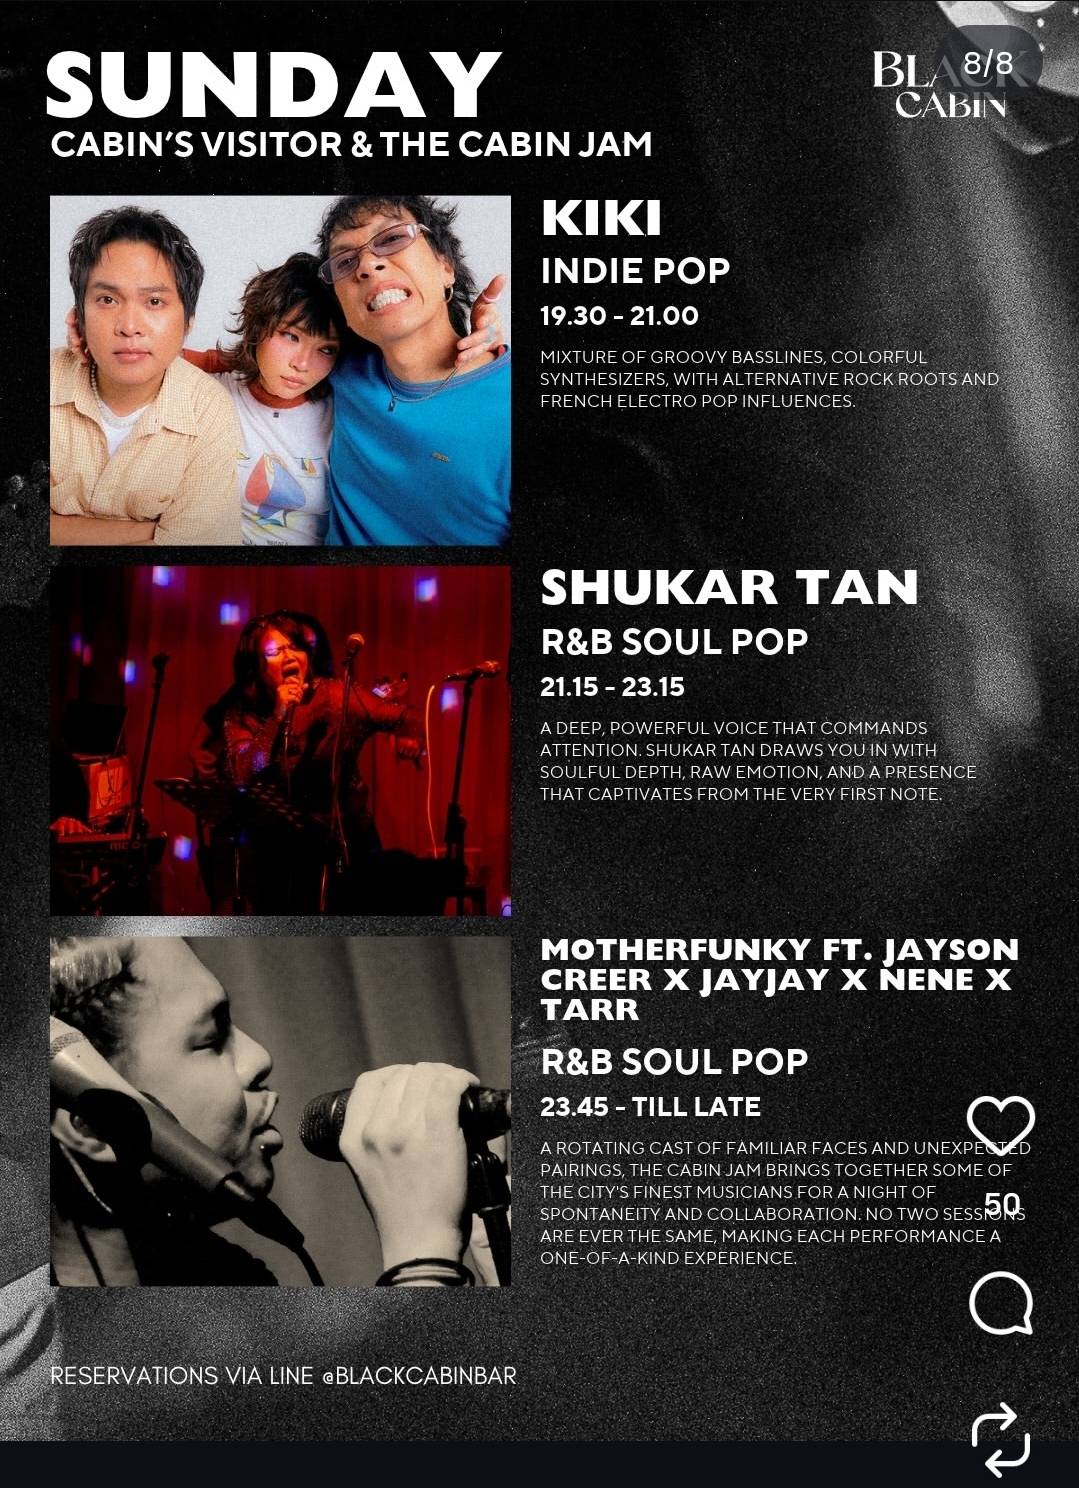 SUNDAY
CABIN'S VISITOR & THE CABIN JAM
BLACK
CABIN
8/8
KIKI
INDIE POP
19.30 - 21.00
MIXTURE OF GROOVY BASSLINES, COLORFUL
SYNTHESIZERS, WITH ALTERNATIVE ROCK ROOTS AND
FRENCH ELECTRO POP INFLUENCES.
SHUKAR TAN
R&B SOUL POP
21.15 - 23.15
A DEEP, POWERFUL VOICE THAT COMMANDS
ATTENTION. SHUKAR TAN DRAWS YOU IN WITH
SOULFUL DEPTH, RAW EMOTION, AND A PRESENCE
THAT CAPTIVATES FROM THE VERY FIRST NOTE.
MOTHERFUNKY FT. JAYSON
CREER X JAYJAY X NENE X
TARR
R&B SOUL POP
23.45 - TILL LATE
A ROTATING CAST OF FAMILIAR FACES AND UNEXPECTED
PAIRINGS, THE CABIN JAM BRINGS TOGETHER SOME OF
THE CITY'S FINEST MUSICIANS FOR A NIGHT OF
SPONTANEITY AND COLLABORATION. NO TWO SESSIONS
ARE EVER THE SAME, MAKING EACH PERFORMANCE A
ONE-OF-A-KIND EXPERIENCE.
50
RESERVATIONS VIA LINE @BLACKCABINBAR